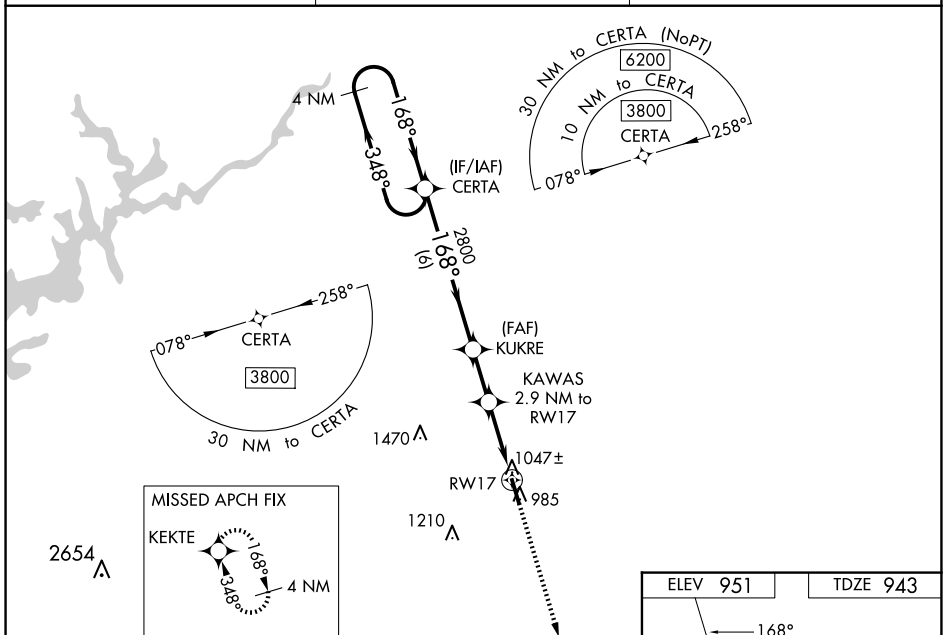 30 NM to CERTA (NoPT)
6200
10 NM to CERTA
3800
CERTA
078°
258°
4 NM
168°
348°
(IF/IAF)
CERTA
2800
168°
(6)
258°
078°
CERTA
3800
30 NM to CERTA
(FAF)
KUKRE
KAWAS
2.9 NM to
RW17
1470
1047±
RW17
985
1210
2654
MISSED APCH FIX
KEKTE
168°
348°
4 NM
ELEV 951
TDZE 943
168°